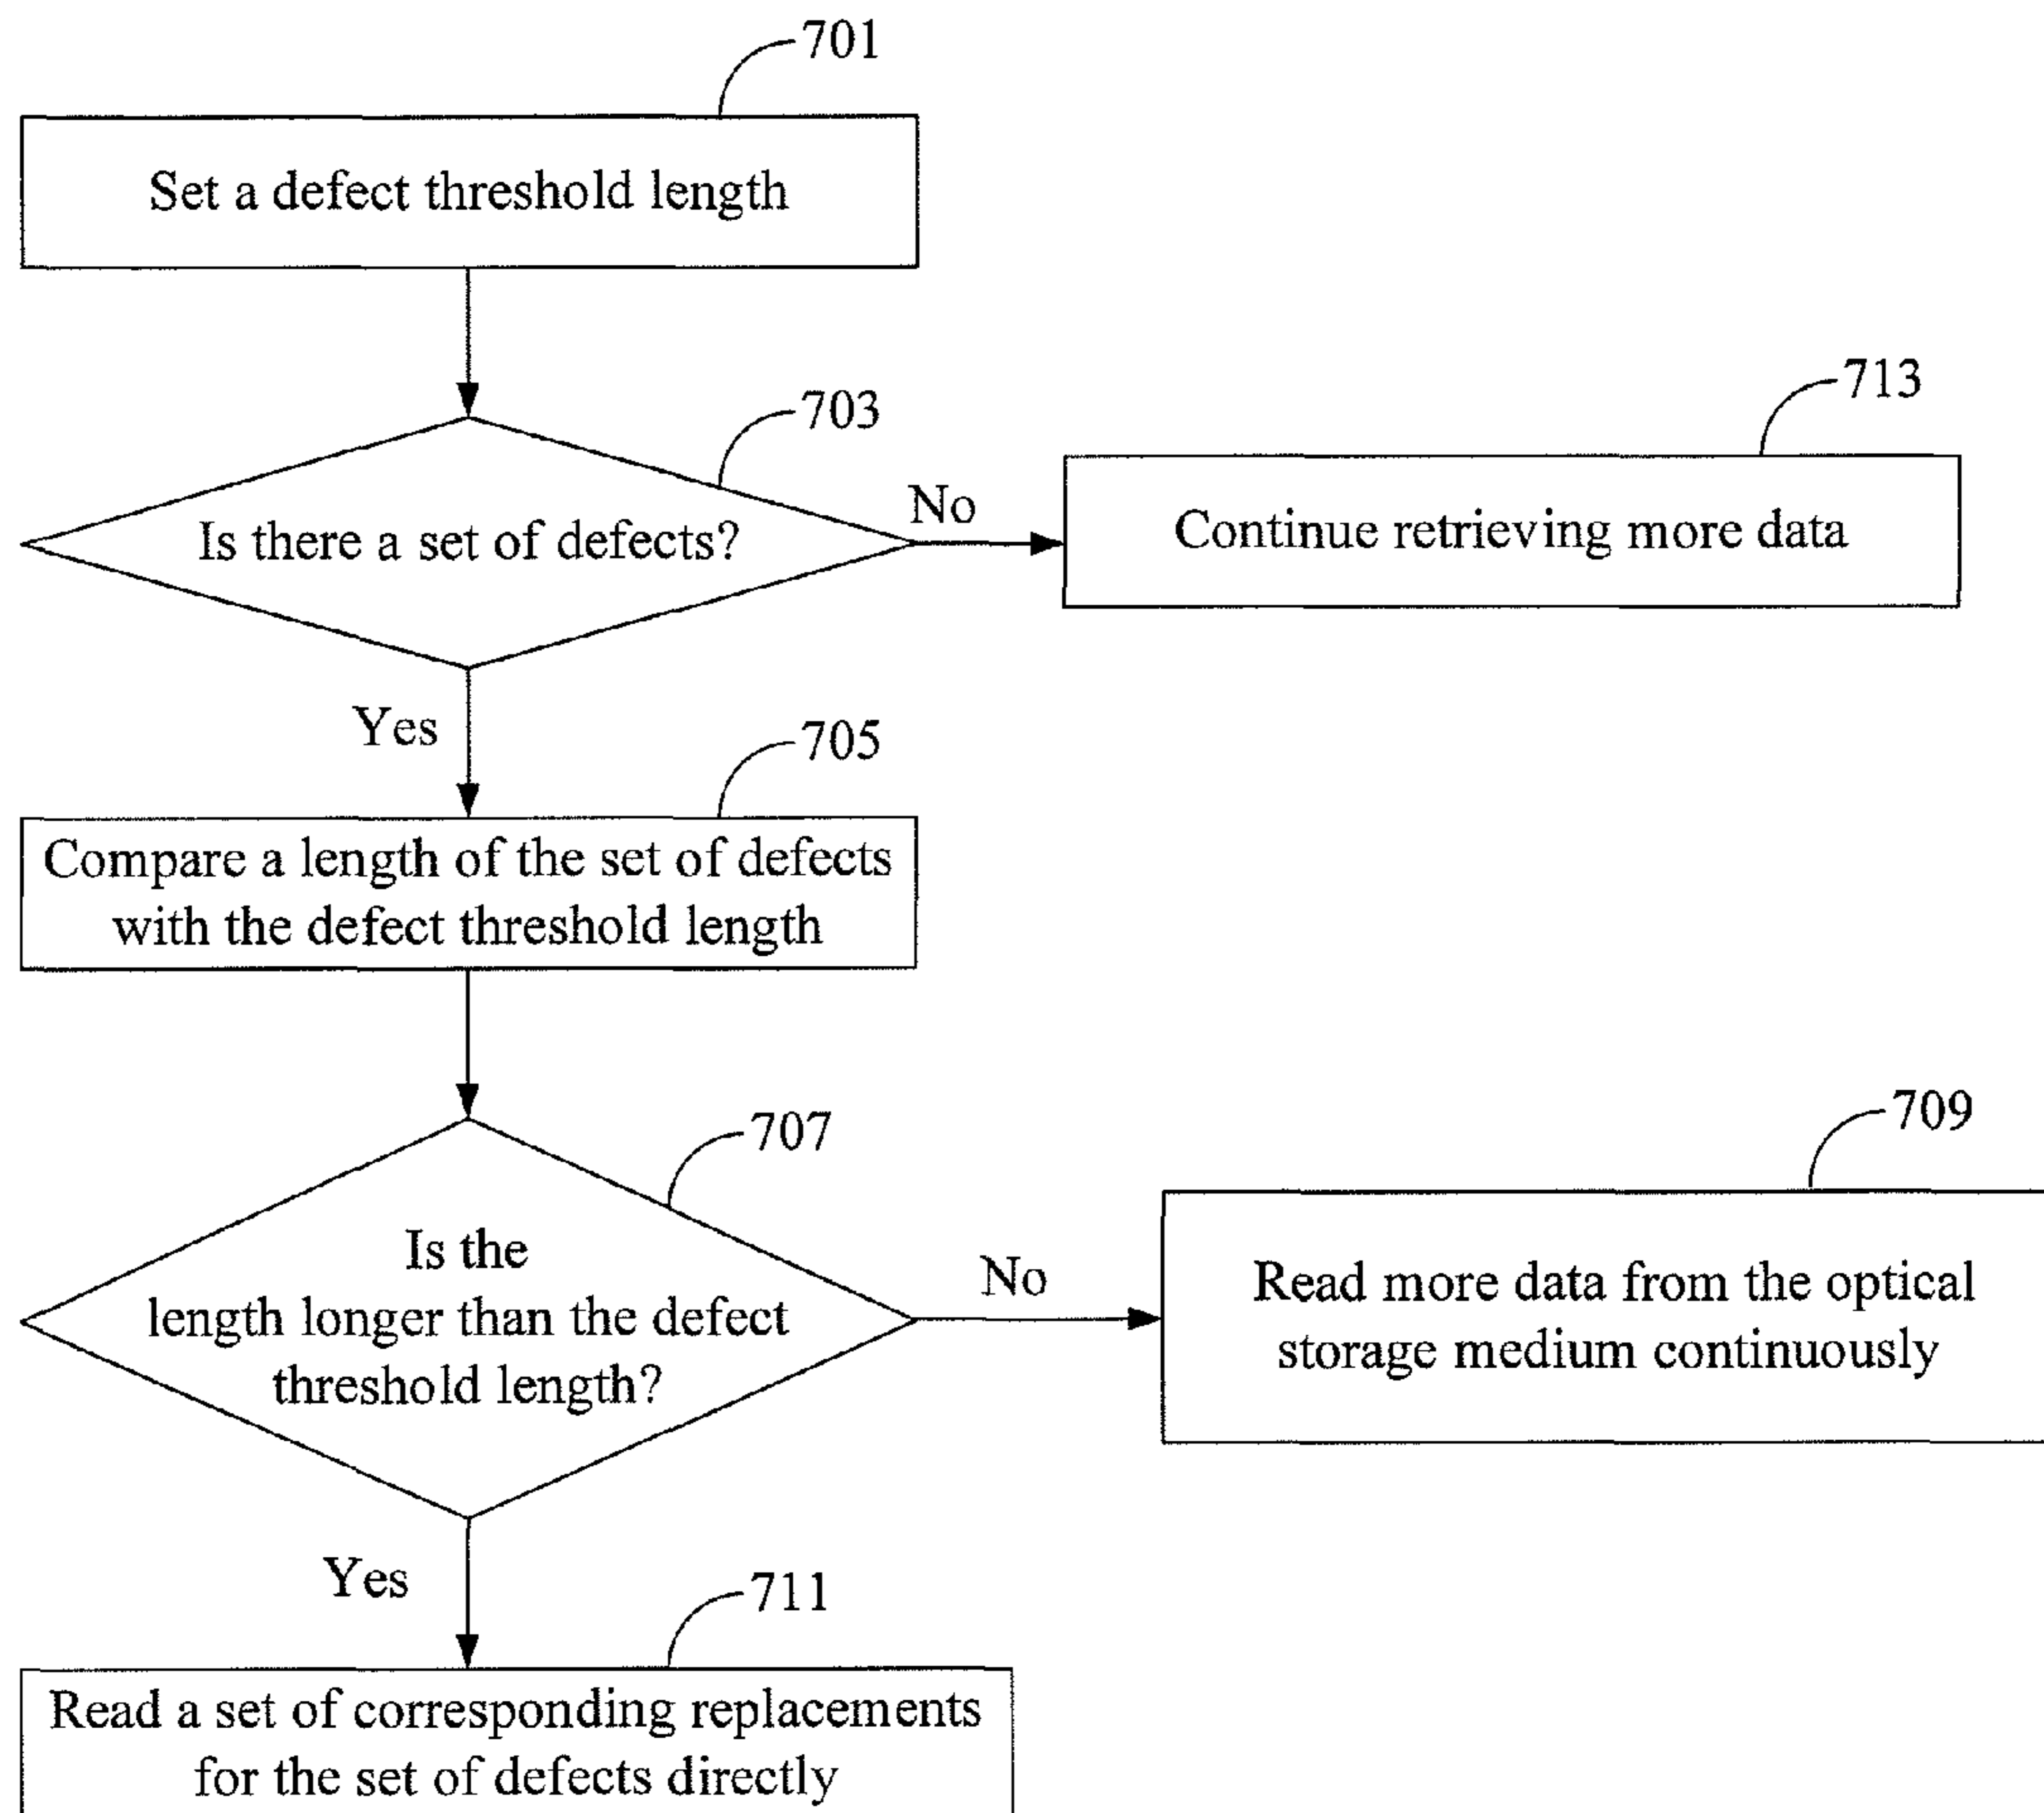 701
Set a defect threshold length
703
Is there a set of defects?
No
713
Continue retrieving more data
Yes
705
Compare a length of the set of defects
with the defect threshold length
707
Is the
length longer than the defect
threshold length?
No
709
Read more data from the optical
storage medium continuously
Yes
711
Read a set of corresponding replacements
for the set of defects directly